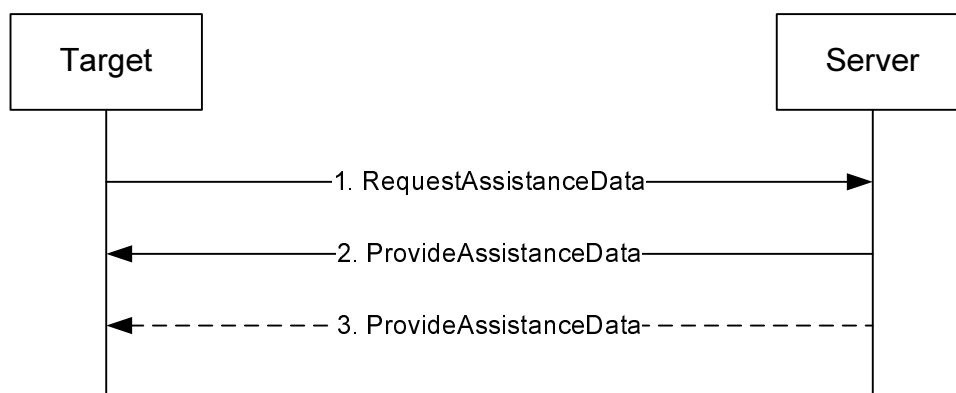 Target
Server
1. RequestAssistanceData
2. ProvideAssistanceData
3. ProvideAssistanceData